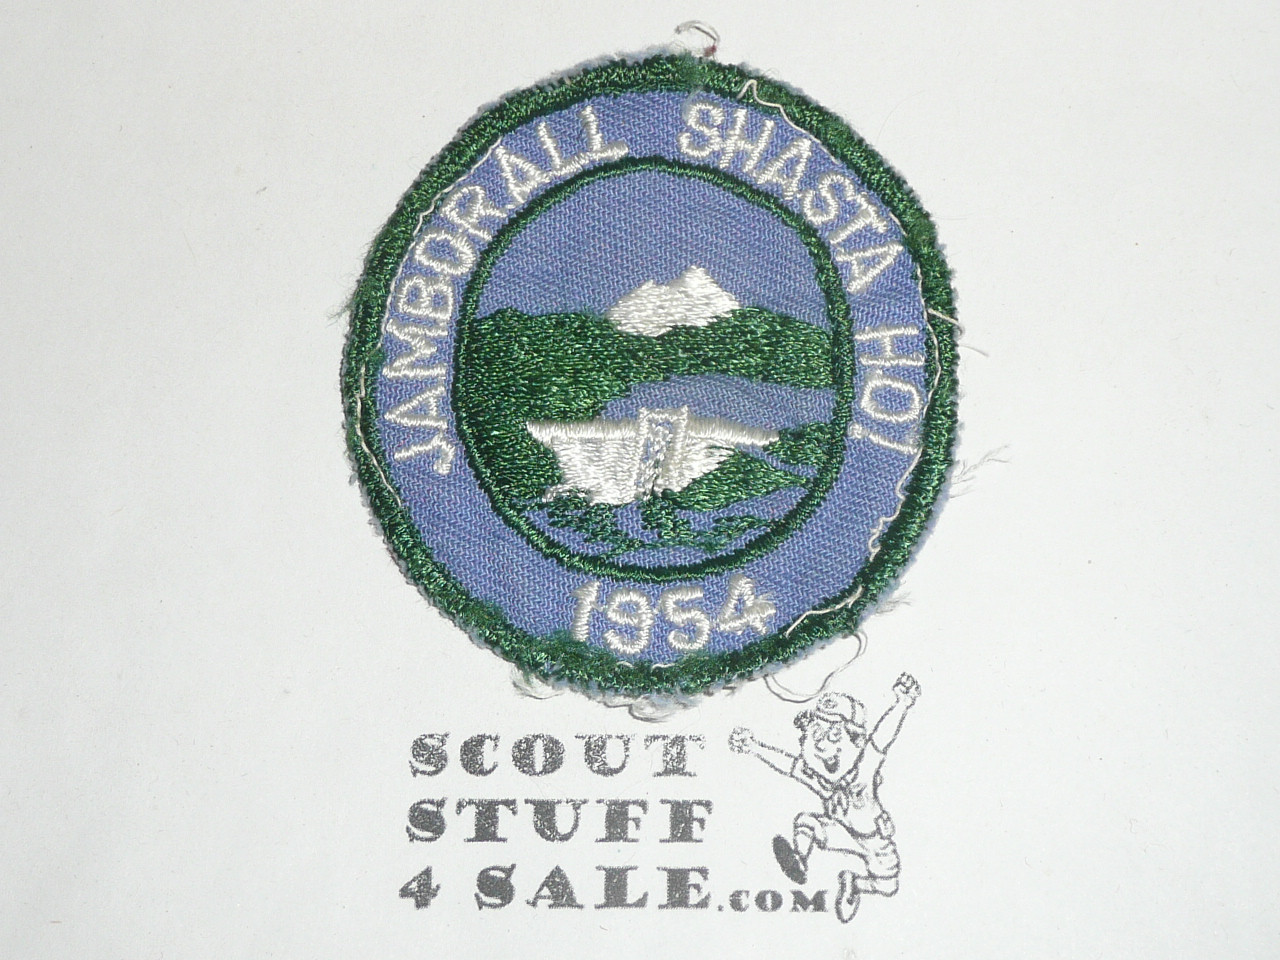 JAMBORALL SHASTA HO!
1954
SCOUT
STUFF
4 SALE.COM